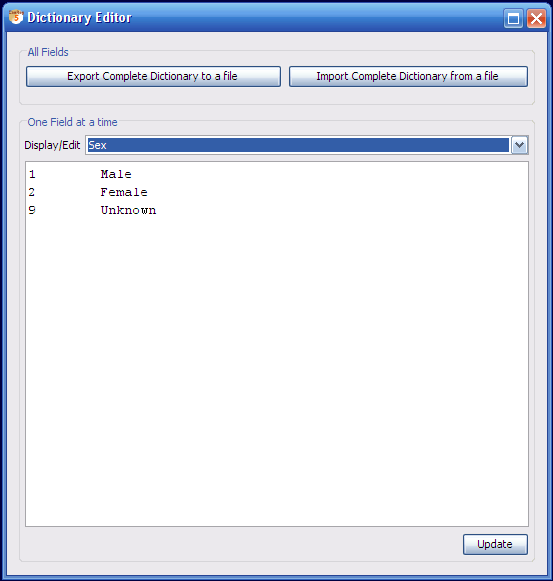 Dictionary Editor
All Fields
Export Complete Dictionary to a file
Import Complete Dictionary from a file
One Field at a time
Display/Edit Sex
1 Male
2 Female
9 Unknown
Update